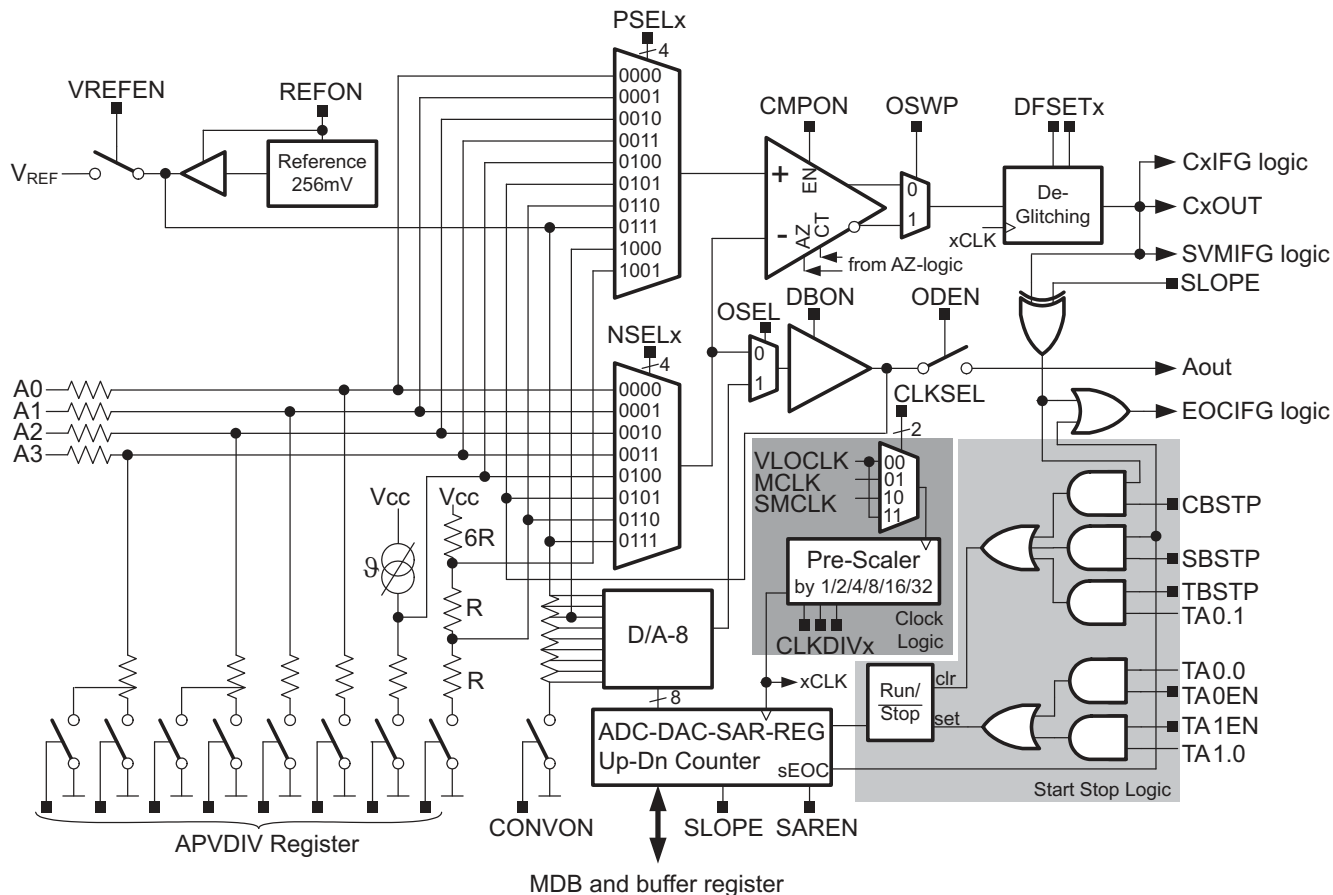 PSELx
4
VREFEN
REFON
Reference
256mV
VREF
0000
0001
0010
0011
0100
0101
0110
0111
1000
1001
CMPON
OSWP
DFSETx
+
-
EN
AZ
CT
0
1
De-
Glitching
xCLK
from AZ-logic
CxIFG logic
CxOUT
SVMIFG logic
SLOPE
NSELx
4
OSEL
DBON
ODEN
0
1
Aout
EOCIFG logic
A0
A1
A2
A3
0000
0001
0010
0011
0100
0101
0110
0111
CLKSEL
2
VLOCLK
MCLK
SMCLK
00
01
10
11
Pre-Scaler
by 1/2/4/8/16/32
CLKDIVx
Clock
Logic
CBSTP
SBSTP
TBSTP
TA0.1
TA0.0
TA0EN
TA1EN
TA1.0
Vcc
Vcc
ϑ
6R
R
R
D/A-8
8
xCLK
Run/
Stop
clr
set
ADC-DAC-SAR-REG
Up-Dn Counter
sEOC
Start Stop Logic
APVDIV Register
CONVON
SLOPE
SAREN
MDB and buffer register